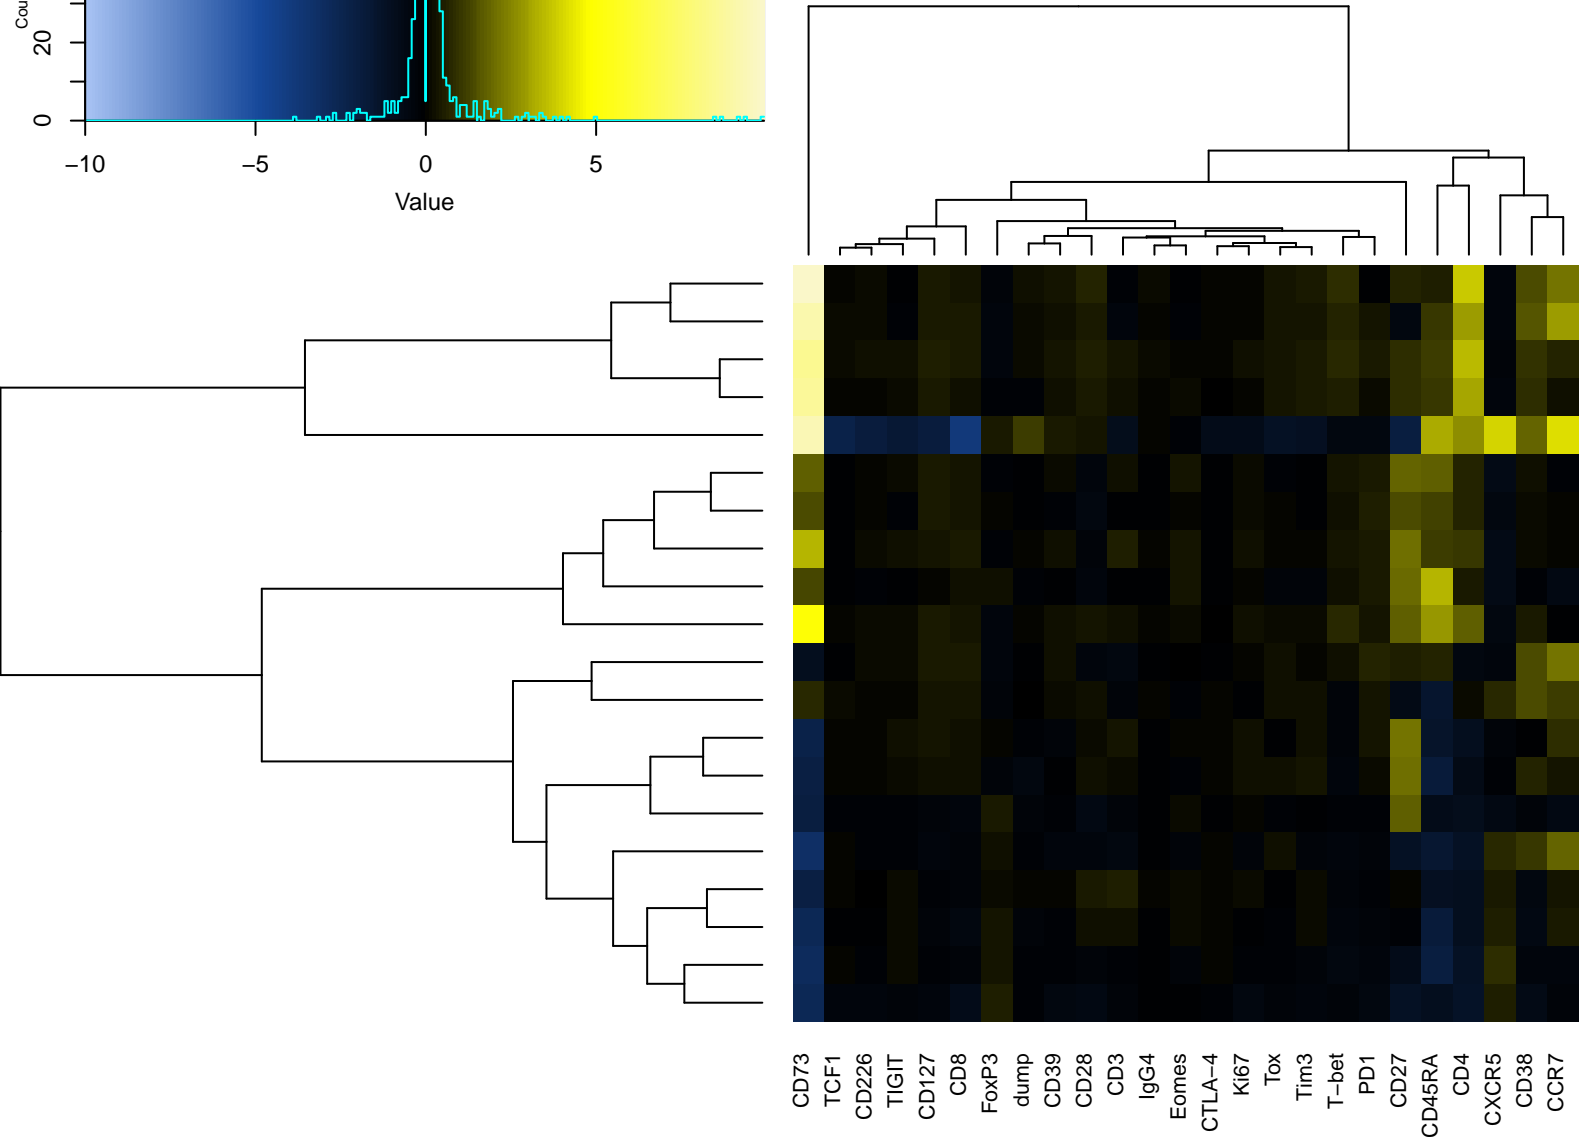 Cou
20
0
−10
−5
0
5
Value
CD73
TCF1
CD226
TIGIT
CD127
CD8
FoxP3
dump
CD39
CD28
CD3
IgG4
Eomes
CTLA−4
Ki67
Tox
Tim3
T−bet
PD1
CD27
CD45RA
CD4
CXCR5
CD38
CCR7